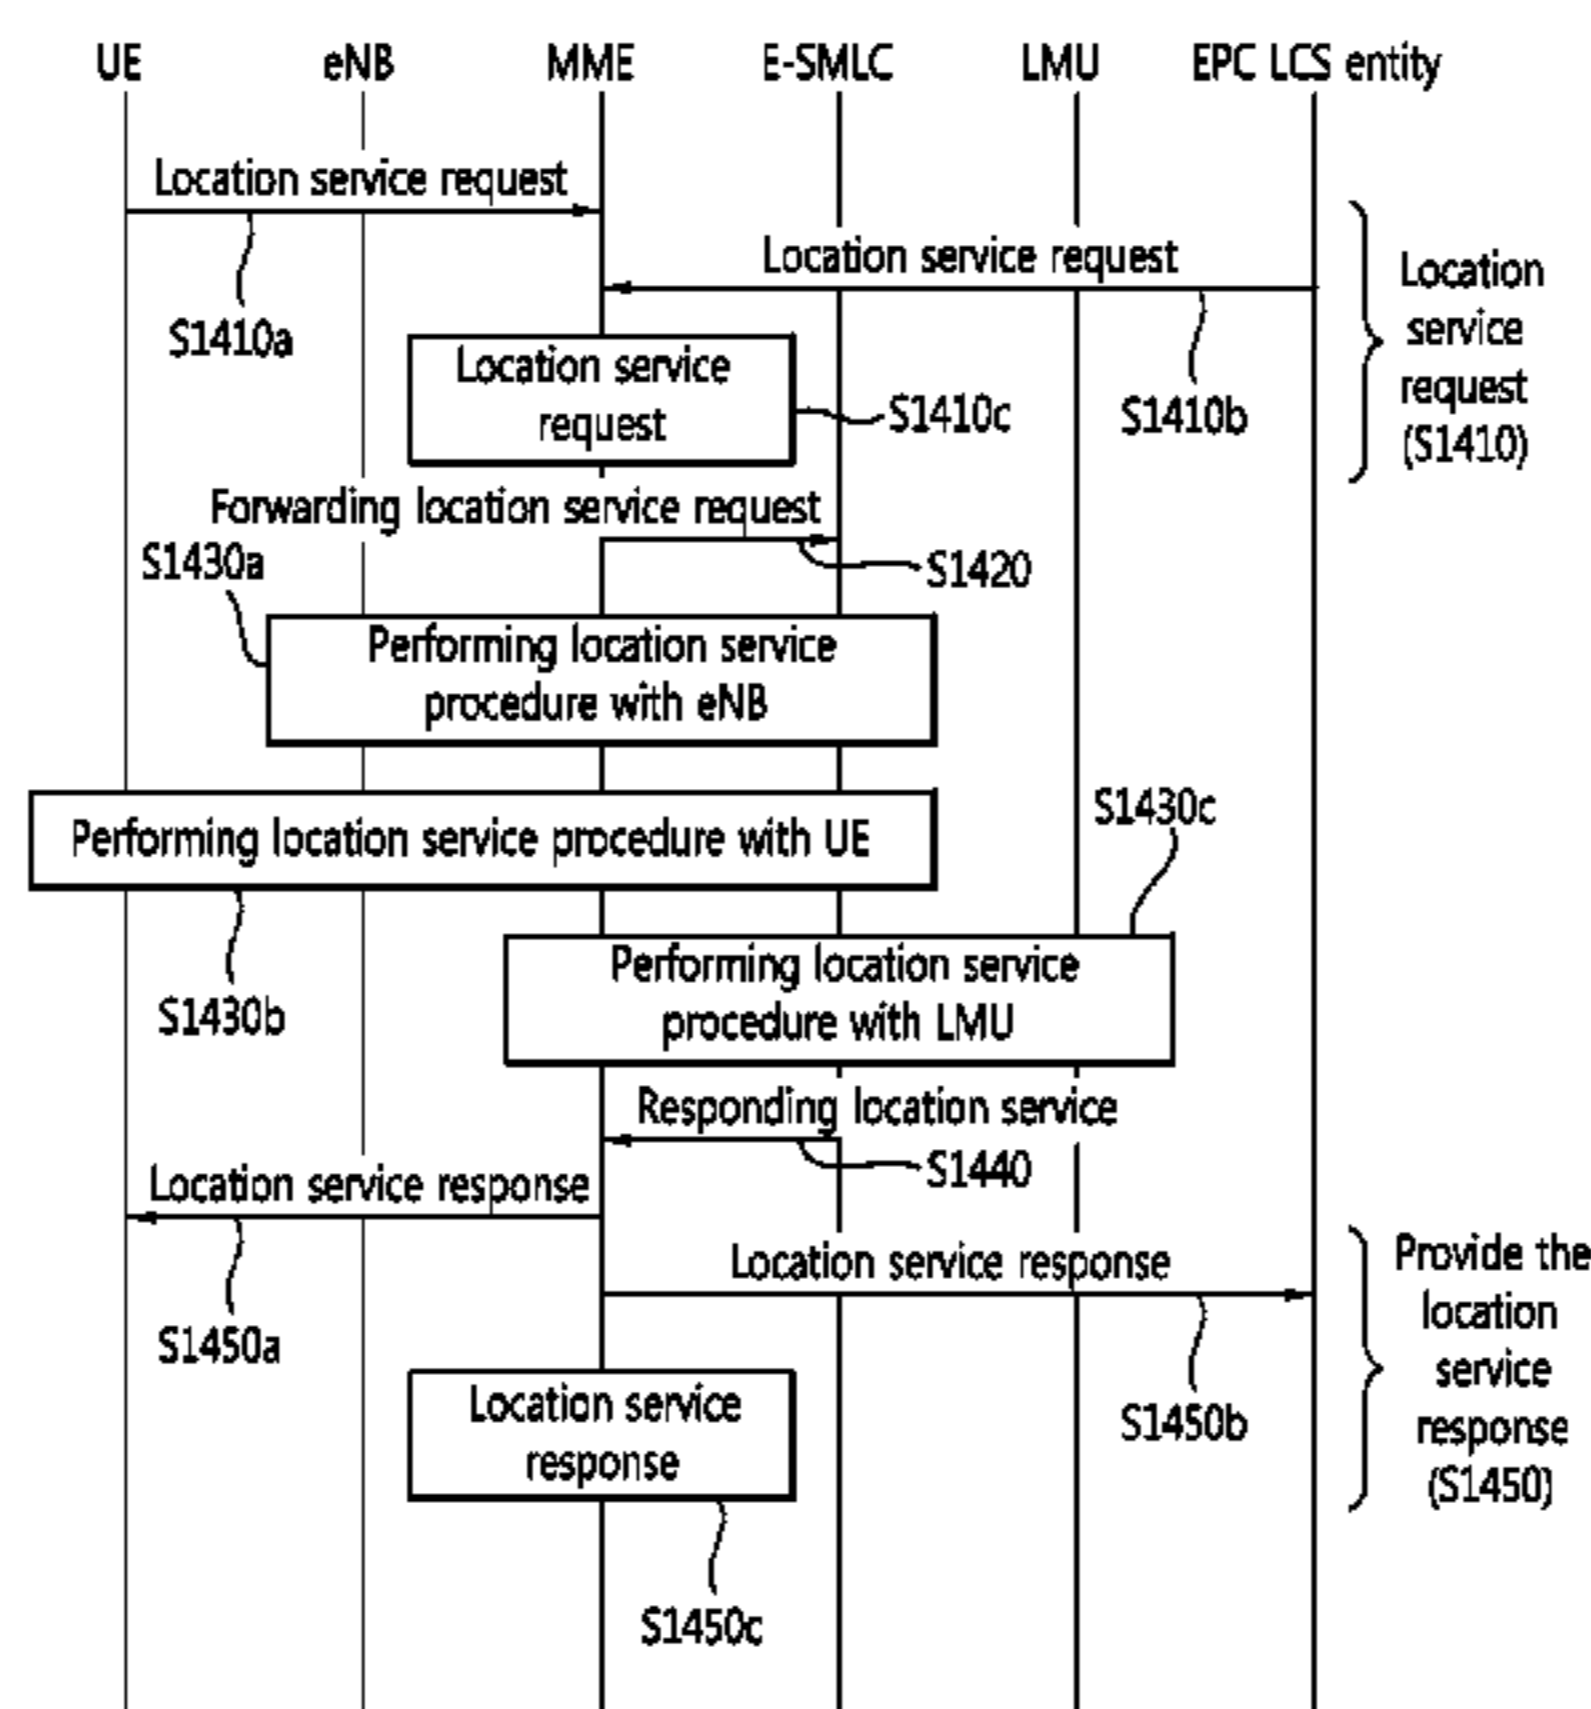 UE eNB MME E-SMLC LMU EPC LCS entity
Location service request
S1410a
Location service request
S1410b
Location
service
request
(S1410)
Location service
request
S1410c
Forwarding location service request
S1420
S1430a
Performing location service
procedure with eNB
Performing location service procedure with UE
S1430b
S1430c
Performing location service
procedure with LMU
Responding location service
S1440
Location service response
S1450a
Location service response
S1450b
Provide the
location
service
response
(S1450)
Location service
response
S1450c